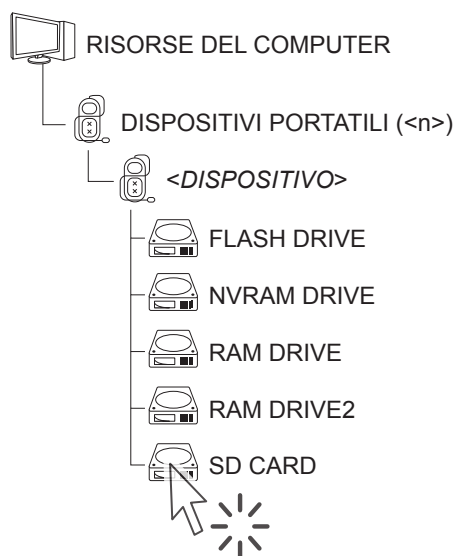 RISORSE DEL COMPUTER
DISPOSITIVI PORTATILI (<n>)
<DISPOSITIVO>
FLASH DRIVE
NVRAM DRIVE
RAM DRIVE
RAM DRIVE2
SD CARD